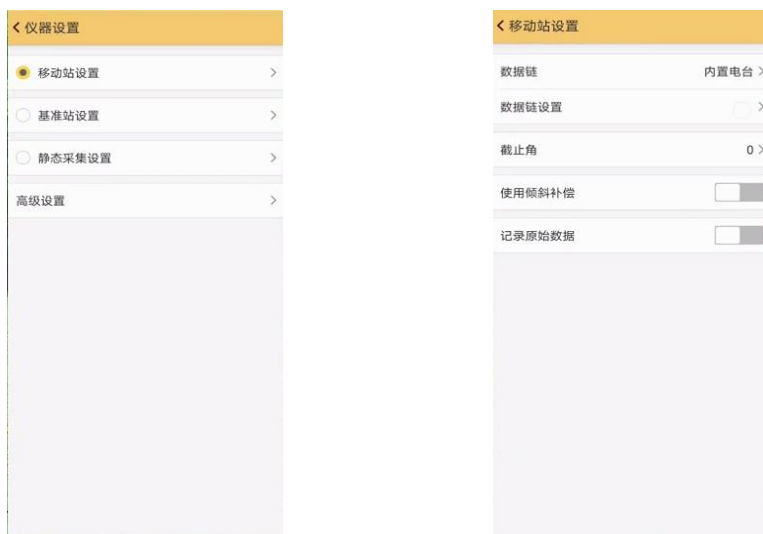 仪器设置
移动站设置
基准站设置
静态采集设置
高级设置
移动站设置
数据链 内置电台
数据链设置
截止角 0
使用倾斜补偿
记录原始数据